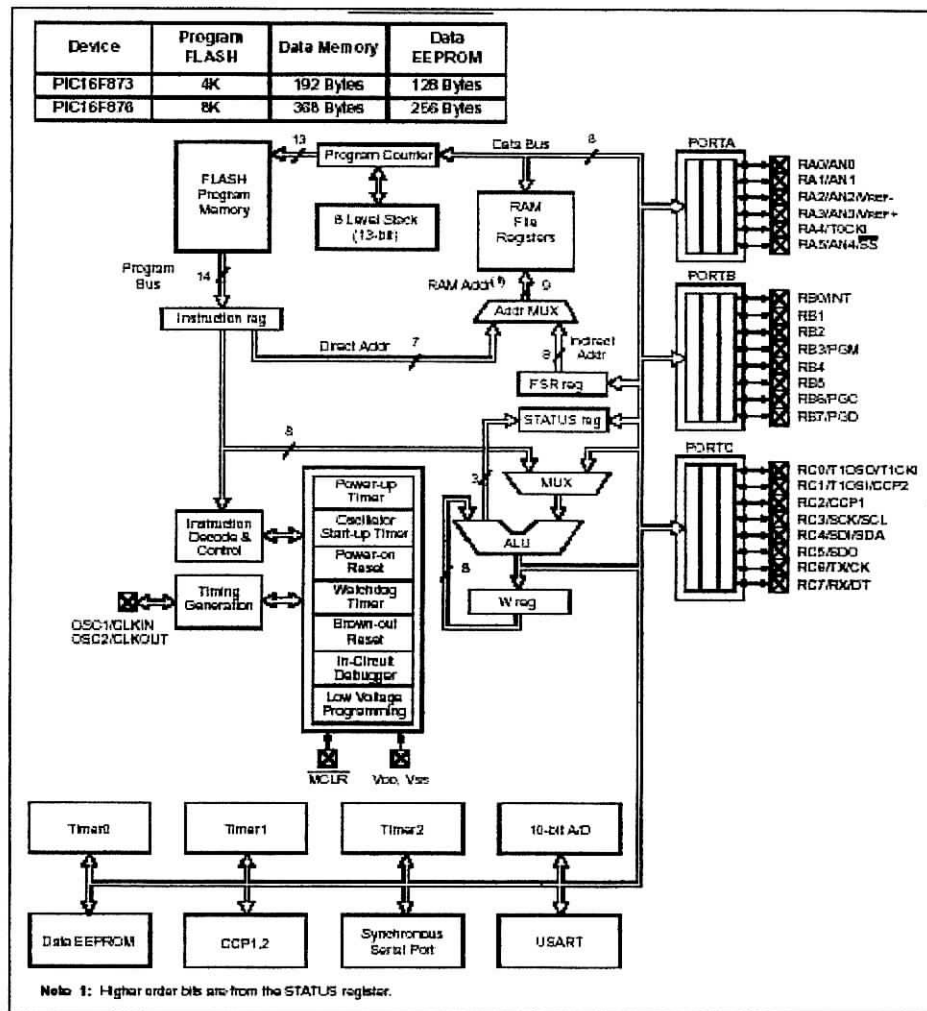 Device Program FLASH Data Memory Data EEPROM
PIC16F873 4K 192 Bytes 128 Bytes
PIC16F876 8K 368 Bytes 256 Bytes
13
Program Counter
Data Bus
8
PORTA
FLASH
Program
Memory
8 Level Stack
(13-bit)
RAM
File
Registers
RA0/AN0
RA1/AN1
RA2/AN2/VREF-
RA3/AN3/VREF+
RA4/T0CKI
RA5/AN4/SS
Program
Bus
14
RAM Addr(1)
9
PORTB
Instruction reg
Addr MUX
Direct Addr
7
8
Indirect
Addr
FSR reg
RB0/INT
RB1
RB2
RB3/PGM
RB4
RB5
RB6/PGC
RB7/PGD
STATUS reg
8
3
MUX
PORTC
RC0/T1OSO/T1CKI
RC1/T1OSI/CCP2
RC2/CCP1
RC3/SCK/SCL
RC4/SDI/SDA
RC5/SDO
RC6/TX/CK
RC7/RX/DT
Instruction
Decode &
Control
Timing
Generation
OSC1/CLKIN
OSC2/CLKOUT
Power-up
Timer
Oscillator
Start-up Timer
Power-on
Reset
Watchdog
Timer
Brown-out
Reset
In-Circuit
Debugger
Low Voltage
Programming
ALU
8
W reg
MCLR
VDD, VSS
Timer0
Timer1
Timer2
10-bit A/D
Data EEPROM
CCP1,2
Synchronous
Serial Port
USART
Note 1: Higher order bits are from the STATUS register.